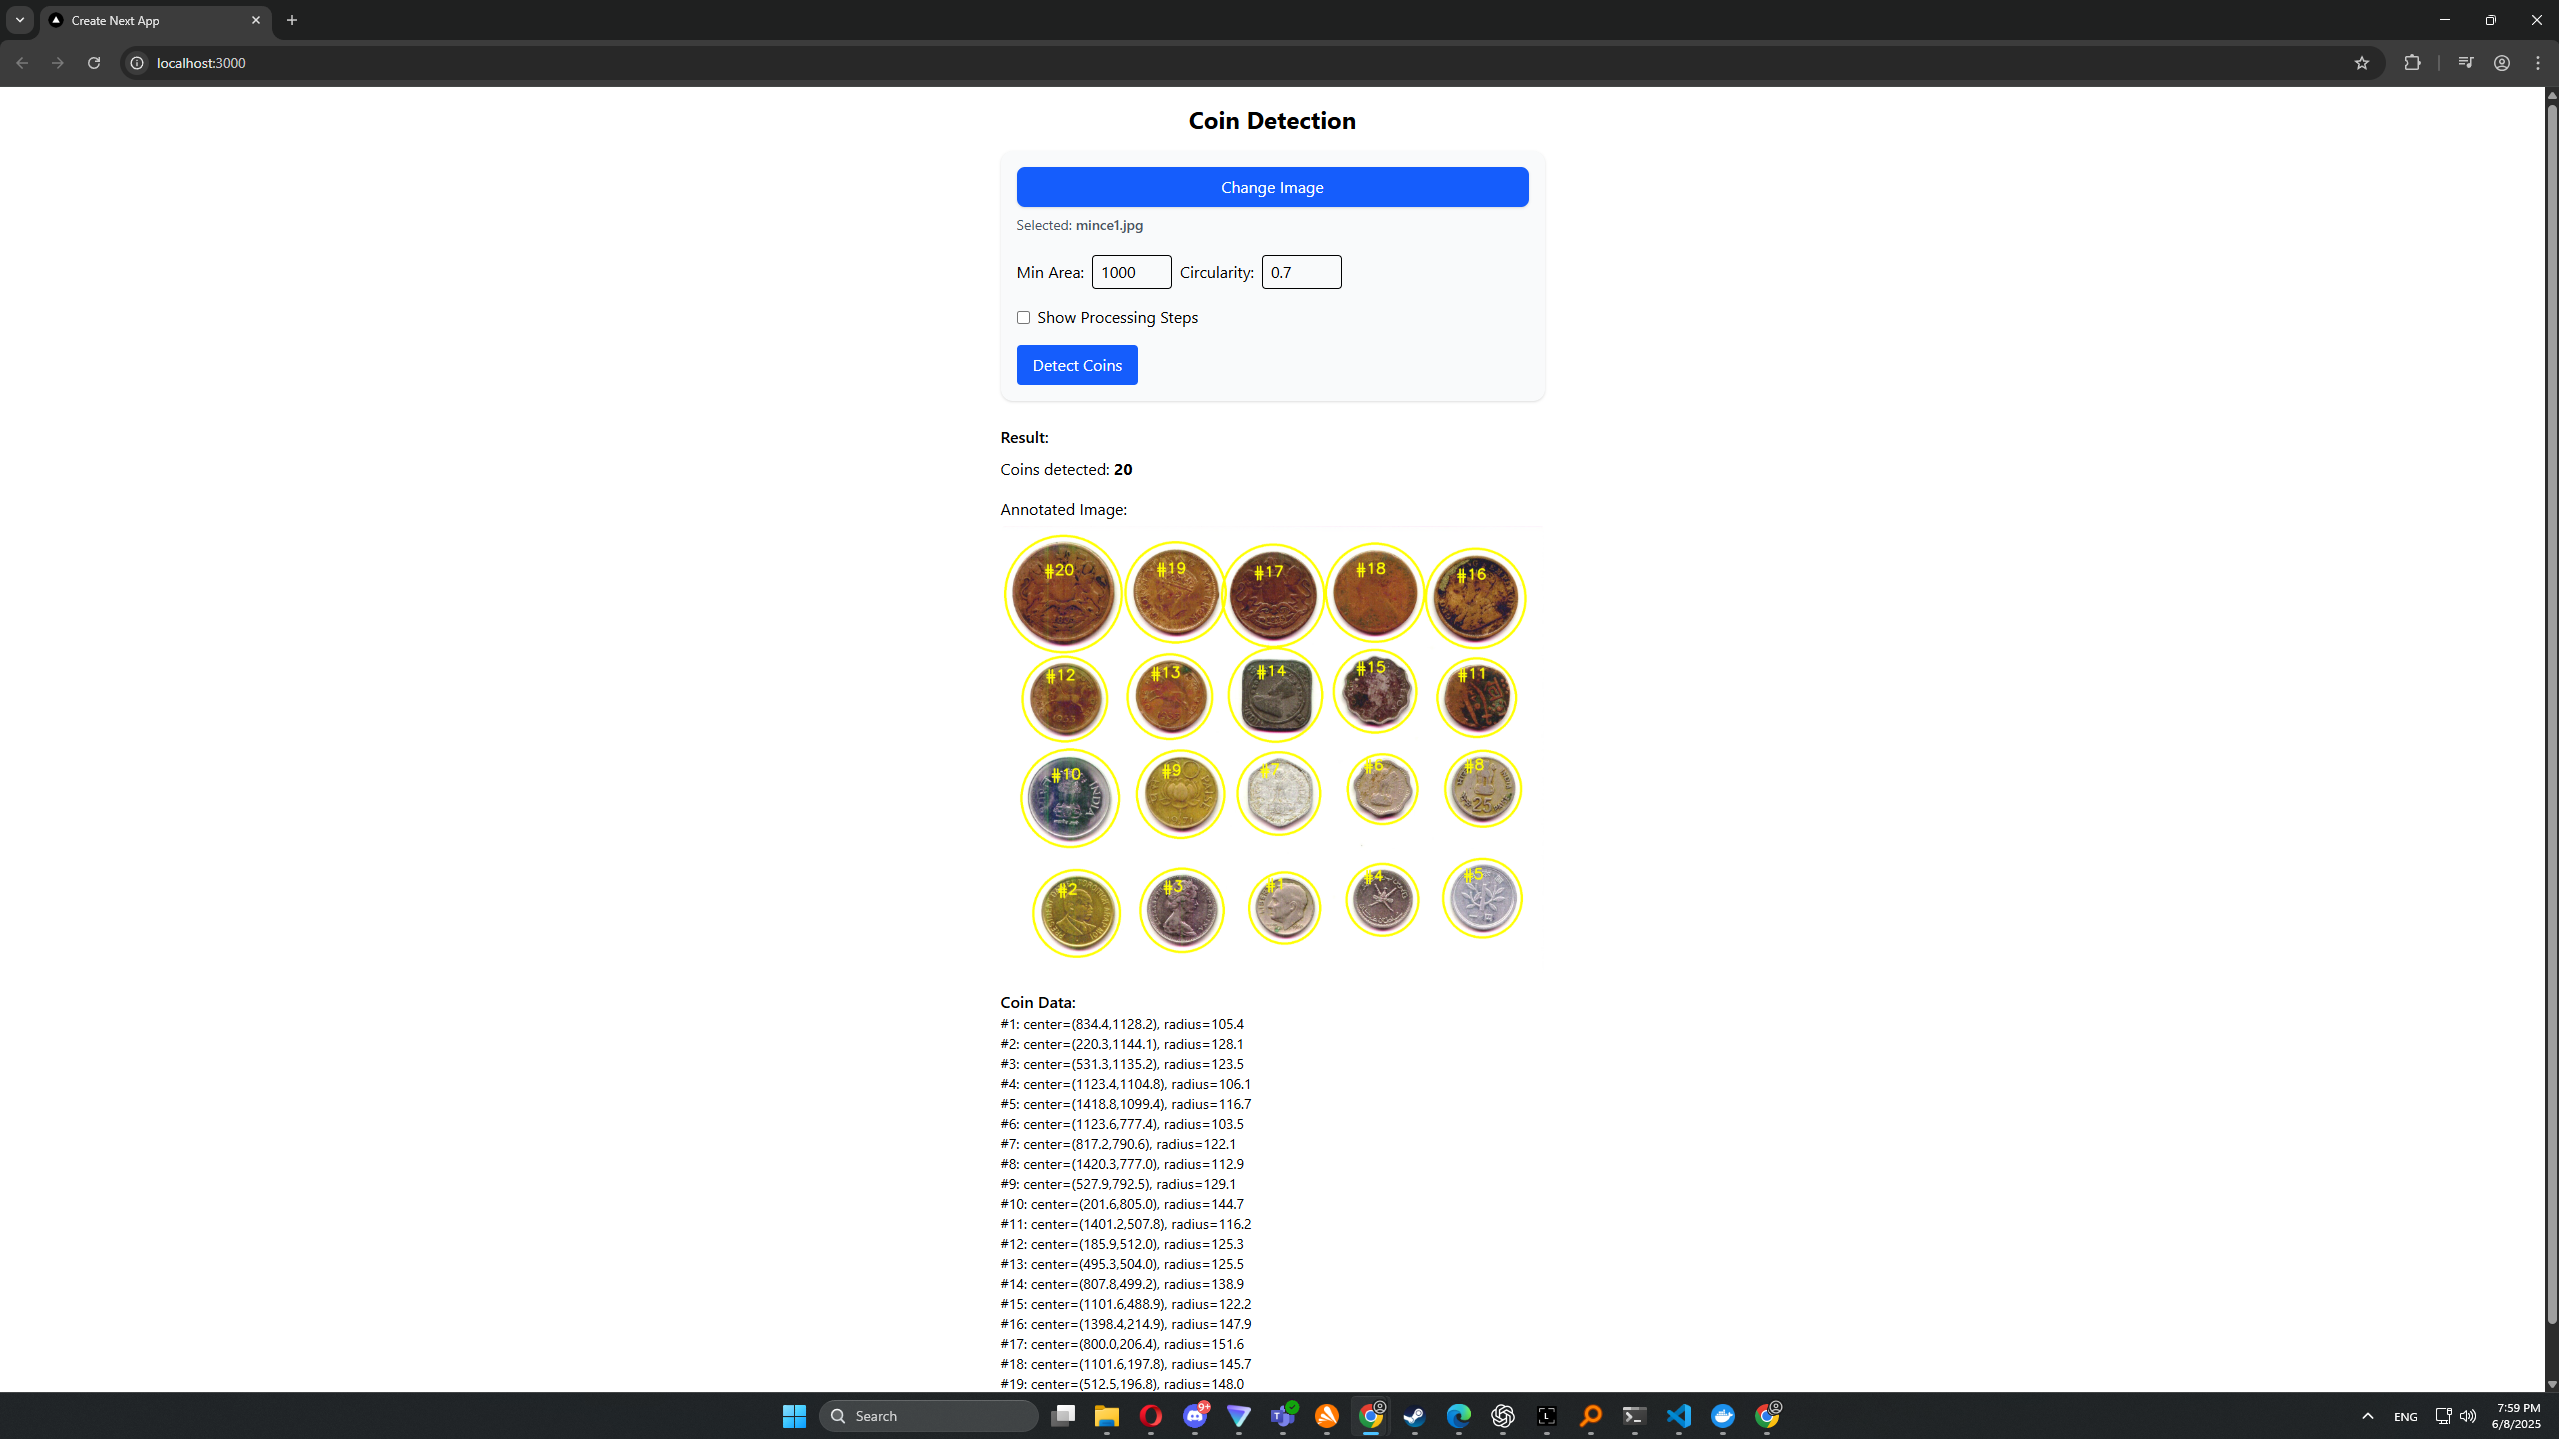 Create Next App
localhost:3000
Coin Detection
Change Image
Selected: mince1.jpg
Min Area: 1000 Circularity: 0.7
Show Processing Steps
Detect Coins
Result:
Coins detected: 20
Annotated Image:
#20 #19 #17 #18 #16
#12 #13 #14 #15 #11
#10 #9 #7 #6 #8
INDIA
25
#2 #3 #1 #4 #5
Coin Data:
#1: center=(834.4,1128.2), radius=105.4
#2: center=(220.3,1144.1), radius=128.1
#3: center=(531.3,1135.2), radius=123.5
#4: center=(1123.4,1104.8), radius=106.1
#5: center=(1418.8,1099.4), radius=116.7
#6: center=(1123.6,777.4), radius=103.5
#7: center=(817.2,790.6), radius=122.1
#8: center=(1420.3,777.0), radius=112.9
#9: center=(527.9,792.5), radius=129.1
#10: center=(201.6,805.0), radius=144.7
#11: center=(1401.2,507.8), radius=116.2
#12: center=(185.9,512.0), radius=125.3
#13: center=(495.3,504.0), radius=125.5
#14: center=(807.8,499.2), radius=138.9
#15: center=(1101.6,488.9), radius=122.2
#16: center=(1398.4,214.9), radius=147.9
#17: center=(800.0,206.4), radius=151.6
#18: center=(1101.6,197.8), radius=145.7
#19: center=(512.5,196.8), radius=148.0
Search
9+
ENG
7:59 PM
6/8/2025